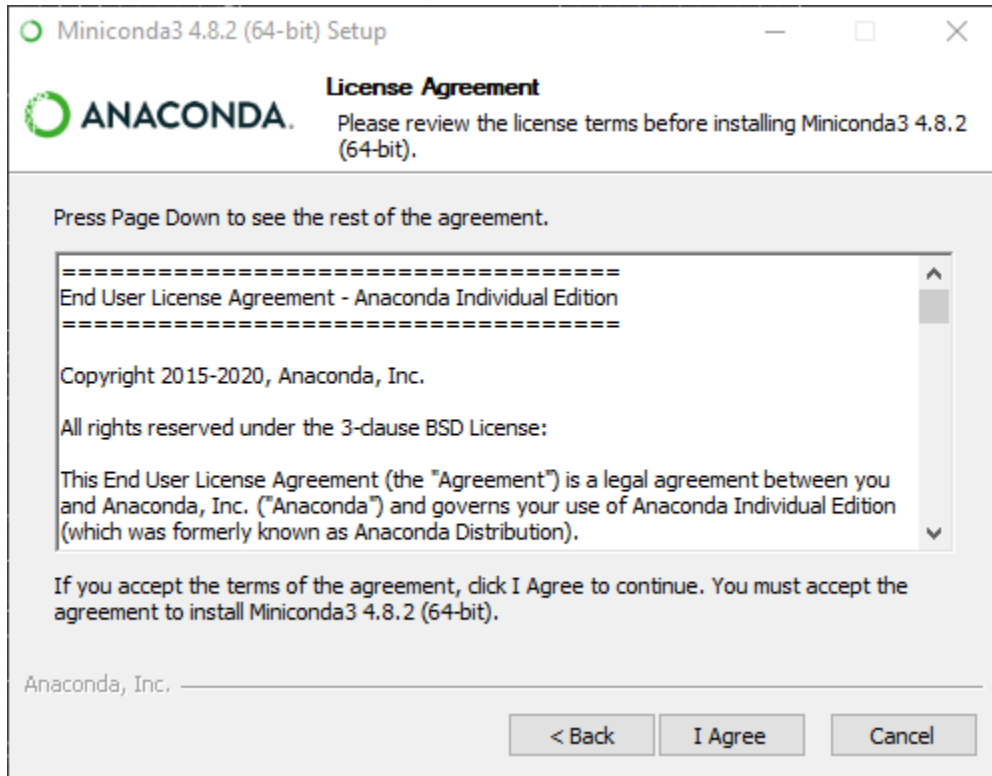 Miniconda3 4.8.2 (64-bit) Setup
ANACONDA.
License Agreement
Please review the license terms before installing Miniconda3 4.8.2
(64-bit).
Press Page Down to see the rest of the agreement.
===================================
End User License Agreement - Anaconda Individual Edition
===================================
Copyright 2015-2020, Anaconda, Inc.
All rights reserved under the 3-clause BSD License:
This End User License Agreement (the "Agreement") is a legal agreement between you
and Anaconda, Inc. ("Anaconda") and governs your use of Anaconda Individual Edition
(which was formerly known as Anaconda Distribution).
If you accept the terms of the agreement, click I Agree to continue. You must accept the
agreement to install Miniconda3 4.8.2 (64-bit).
Anaconda, Inc.
< Back
I Agree
Cancel